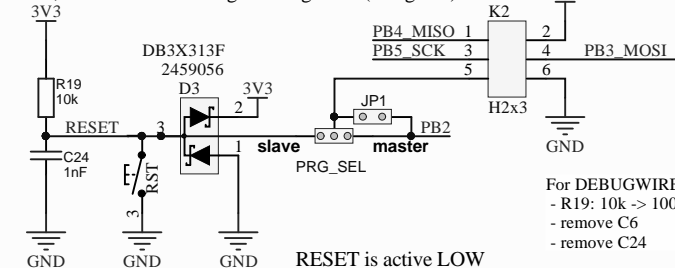 3V3
K2
PB4_MISO 1
2
DB3X313F
PB5_SCK 3
4
PB3_MOSI
2459056
5
6
R19
10k
D3
3V3
2
JP1
H2x3
RESET
3
PB2
C24
1nF
1
slave
master
GND
RST
PRG_SEL
3
For DEBUGWIRE
- R19: 10k -> 100
- remove C6
- remove C24
GND
GND
GND
RESET is active LOW